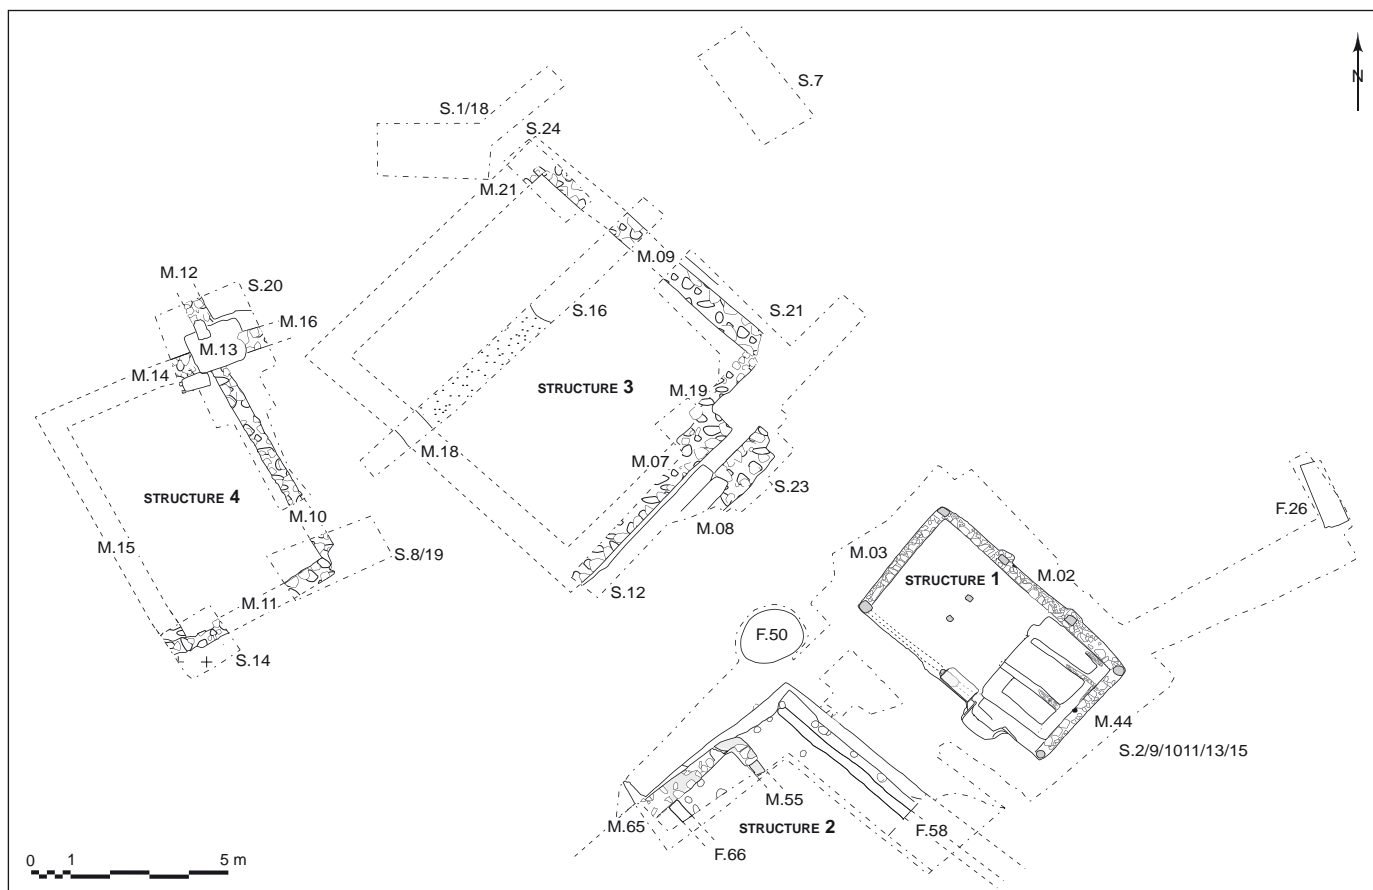 S.7
N
S.1/18
S.24
M.21
M.12
S.20
M.09
M.16
S.16
S.21
M.13
M.14
STRUCTURE 3
M.19
M.18
M.07
STRUCTURE 4
S.23
M.10
M.08
F.26
M.15
S.8/19
M.03
STRUCTURE 1
M.02
S.12
M.11
F.50
S.14
M.44
S.2/9/1011/13/15
M.55
M.65
STRUCTURE 2
F.58
F.66
0 1 5 m